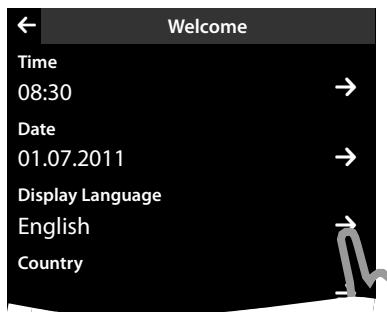 Welcome
Time
08:30
Date
01.07.2011
Display Language
English
Country